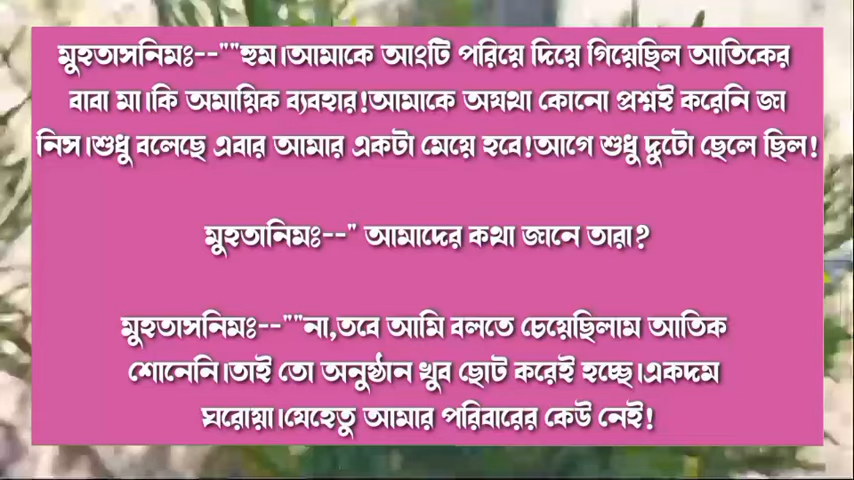 মুহতাসনিমঃ--""হুম।আমাকে আংটি পরিয়ে দিয়ে গিয়েছিল আতিকের
বাবা মা।কি অমায়িক ব্যবহার!আমাকে অযথা কোনো প্রশ্নই করেনি জা
নিস।শুধু বলেছে এবার আমার একটা মেয়ে হবে!আগে শুধু দুটো ছেলে ছিল!
মুহতানিমঃ--" আমাদের কথা জানে তারা?
মুহতাসনিমঃ--""না,তবে আমি বলতে চেয়েছিলাম আতিক
শোনেনি।তাই তো অনুষ্ঠান খুব ছোট করেই হচ্ছে।একদম
ঘরোয়া।যেহেতু আমার পরিবারের কেউ নেই!